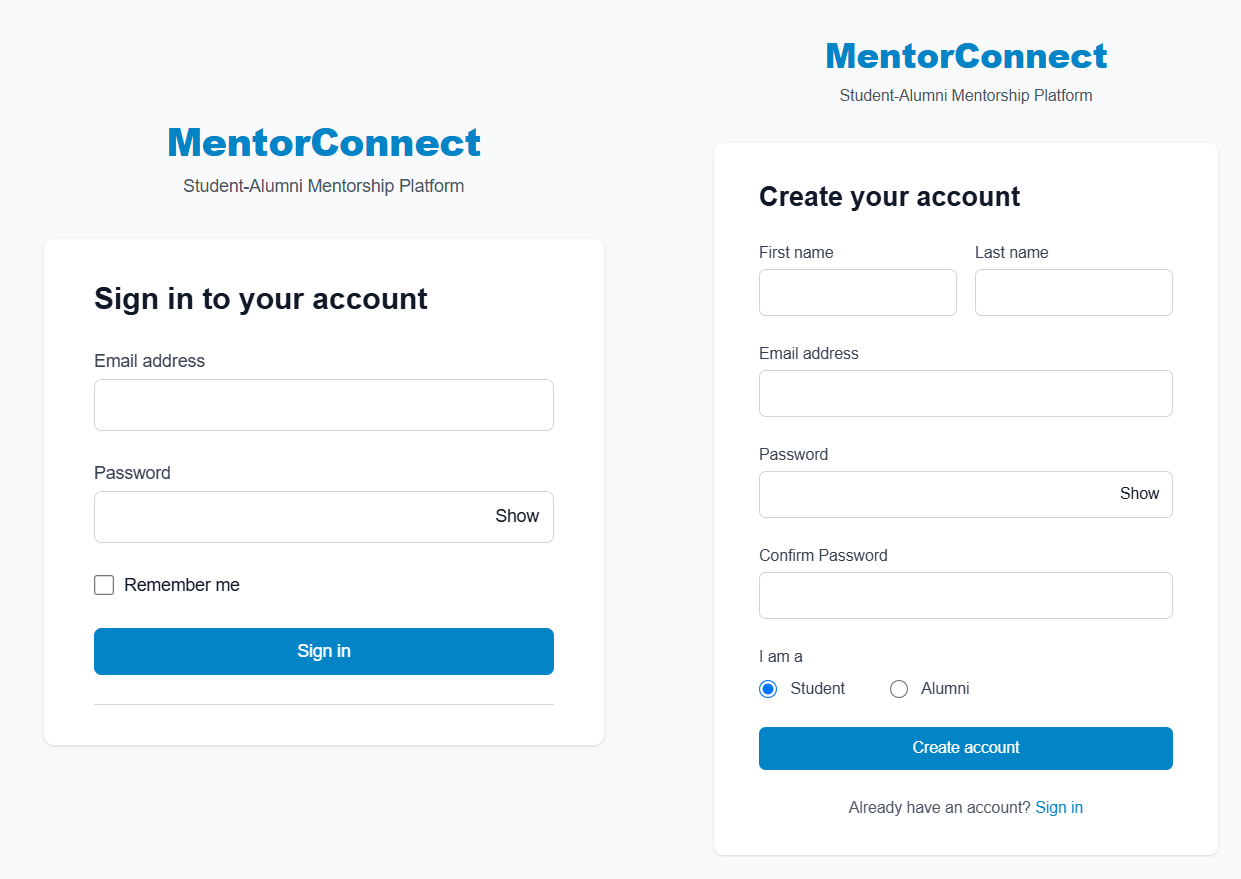 MentorConnect
Student-Alumni Mentorship Platform
Sign in to your account
Email address
Password
Show
Remember me
Sign in
MentorConnect
Student-Alumni Mentorship Platform
Create your account
First name Last name
Email address
Password
Show
Confirm Password
I am a
Student Alumni
Create account
Already have an account? Sign in